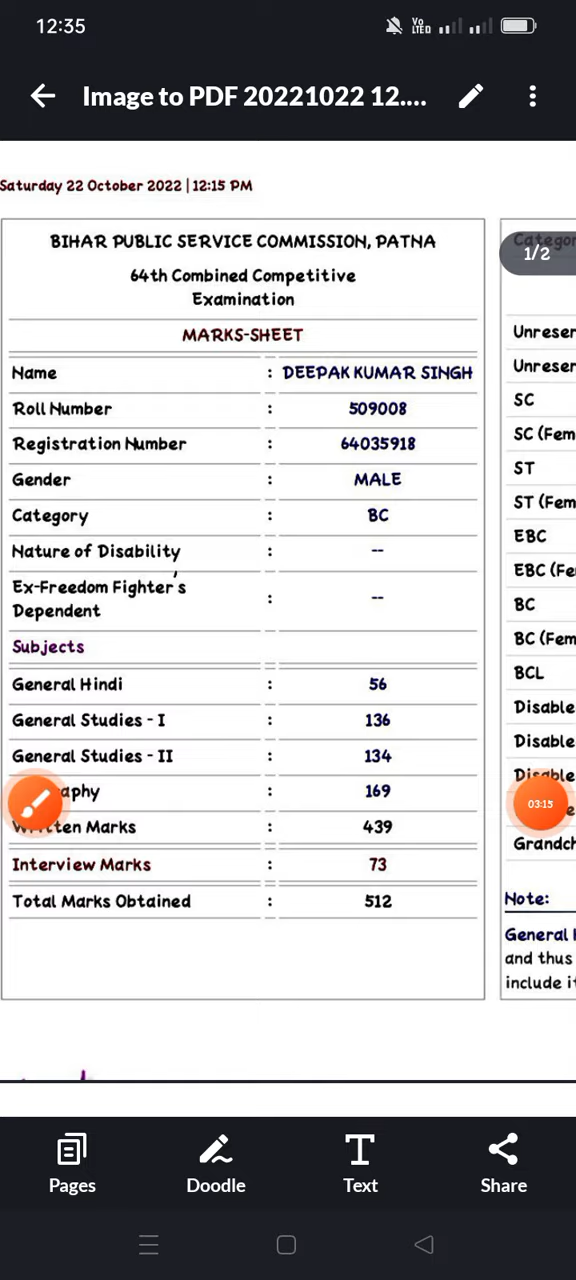 12:35
Vo
LTED
Image to PDF 20221022 12....
Saturday 22 October 2022 | 12:15 PM
1/2
BIHAR PUBLIC SERVICE COMMISSION, PATNA
64th Combined Competitive
Examination
MARKS-SHEET
Name : DEEPAK KUMAR SINGH
Roll Number : 509008
Registration Number : 64035918
Gender : MALE
Category : BC
Nature of Disability : --
Ex-Freedom Fighter's
Dependent : --
Subjects
General Hindi : 56
General Studies - I : 136
General Studies - II : 134
aphy : 169
Written Marks : 439
Interview Marks : 73
Total Marks Obtained : 512
Categor
Unreser
Unreser
SC
SC (Fem
ST
ST (Fem
EBC
EBC (Fe
BC
BC (Fem
BCL
Disable
Disable
Disable
03:15
Grandch
Note:
General H
and thus
include it
Pages
Doodle
Text
Share